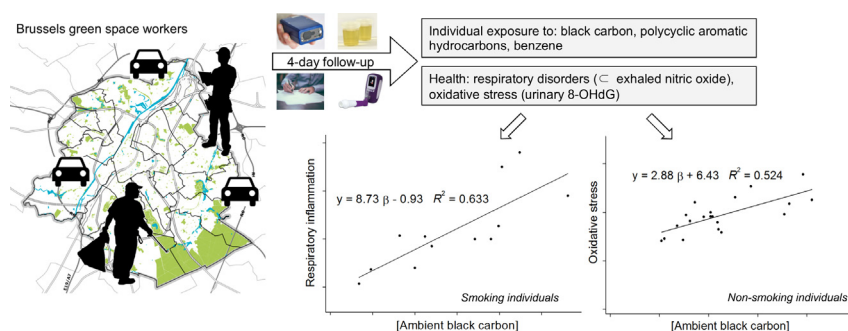 Brussels green space workers
4-day follow-up
Individual exposure to: black carbon, polycyclic aromatic
hydrocarbons, benzene
Health: respiratory disorders (⊂ exhaled nitric oxide),
oxidative stress (urinary 8-OHdG)
Respiratory inflammation
y = 8.73 β - 0.93 R² = 0.633
Smoking individuals
[Ambient black carbon]
Oxidative stress
y = 2.88 β + 6.43 R² = 0.524
Non-smoking individuals
[Ambient black carbon]